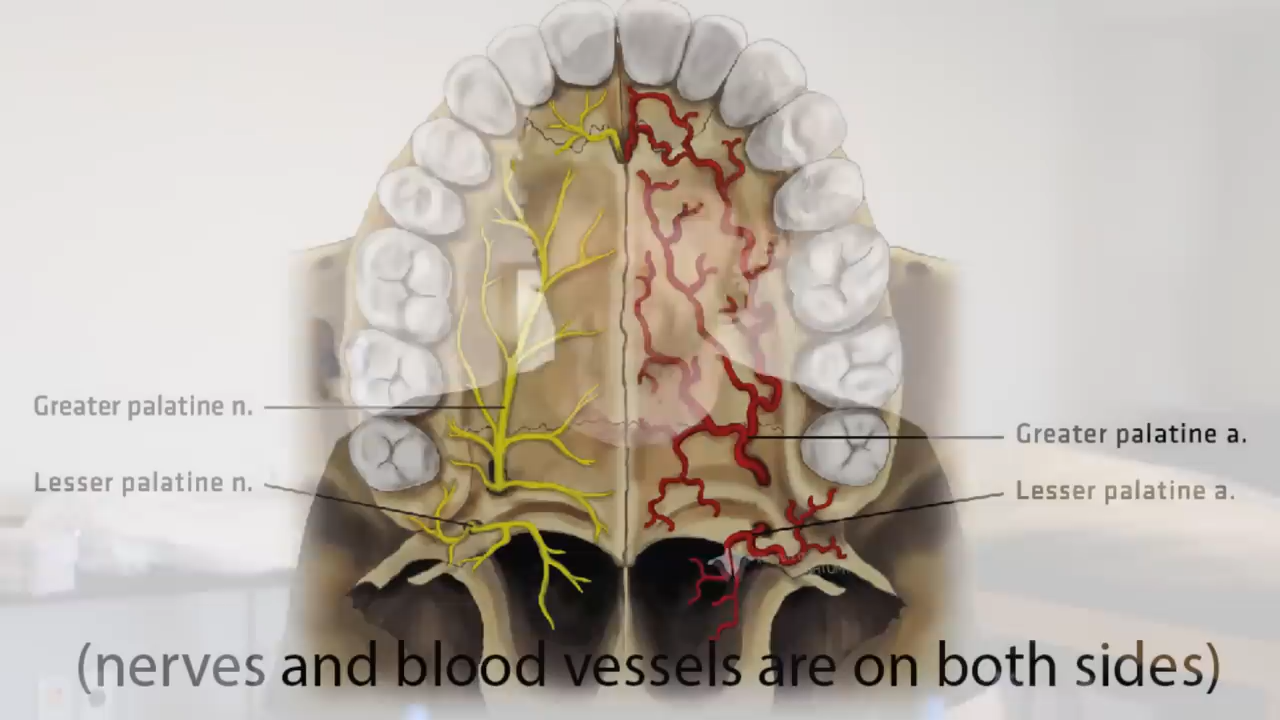 Greater palatine n.
Greater palatine a.
Lesser palatine n.
Lesser palatine a.
(nerves and blood vessels are on both sides)